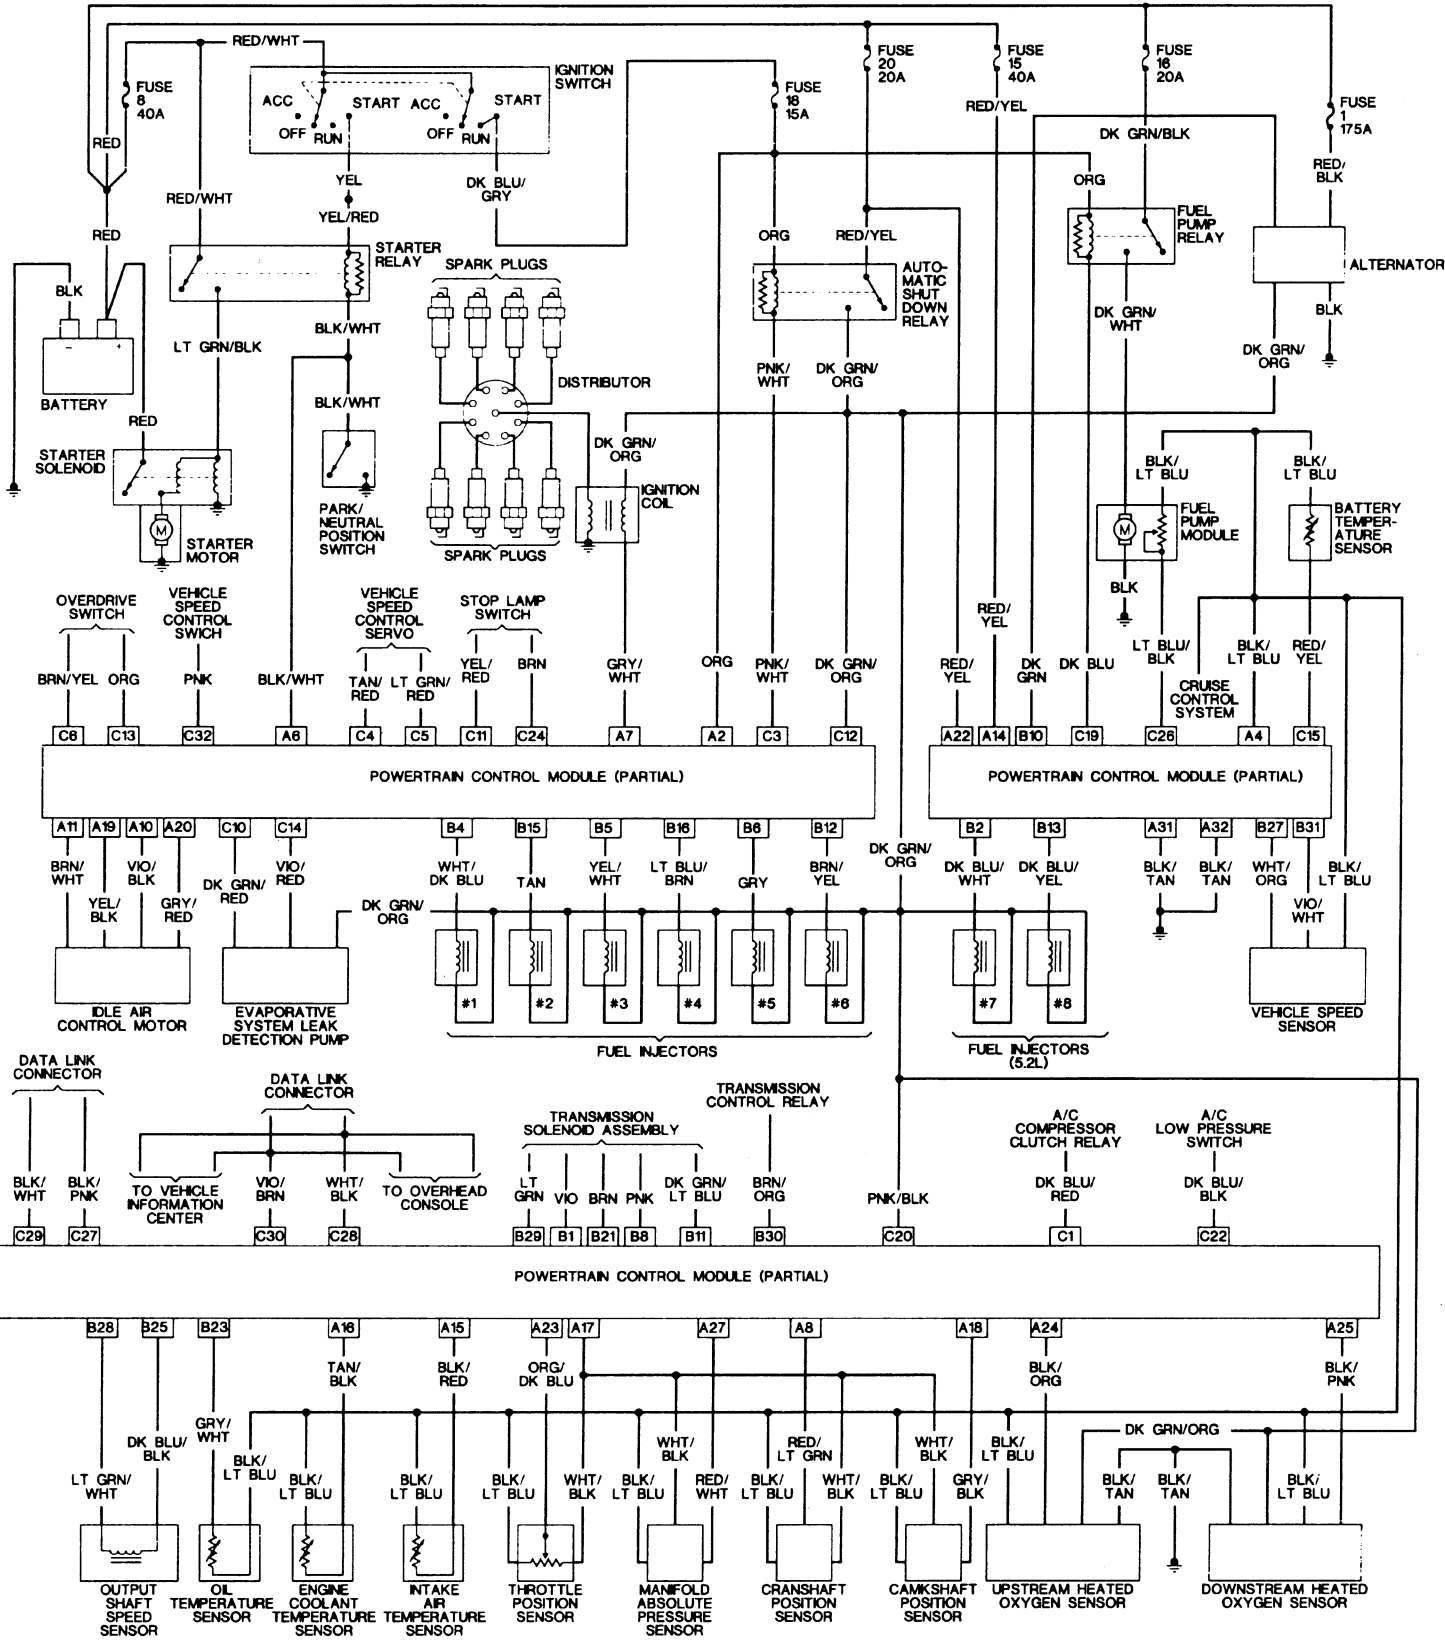 RED/WHT
FUSE
8
40A
IGNITION
SWITCH
ACC
START
ACC
START
OFF
RUN
OFF
RUN
FUSE
18
15A
FUSE
20
20A
FUSE
15
40A
FUSE
16
20A
FUSE
1
175A
RED/YEL
DK GRN/BLK
RED
RED/WHT
YEL
YEL/RED
DK BLU/
GRY
ORG
RED/
BLK
RED
STARTER
RELAY
SPARK PLUGS
ORG
RED/YEL
FUEL
PUMP
RELAY
AUTO-
MATIC
SHUT
DOWN
RELAY
ALTERNATOR
BLK
BLK/WHT
LT GRN/BLK
DK GRN/
WHT
BLK
DK GRN/
ORG
- +
BATTERY
PNK/
WHT
DK GRN/
ORG
DISTRIBUTOR
RED
BLK/WHT
DK GRN/
ORG
STARTER
SOLENOID
BLK/
LT BLU
BLK/
LT BLU
IGNITION
COIL
PARK/
NEUTRAL
POSITION
SWITCH
M
STARTER
MOTOR
SPARK PLUGS
M
FUEL
PUMP
MODULE
BATTERY
TEMPER-
ATURE
SENSOR
BLK
OVERDRIVE
SWITCH
VEHICLE
SPEED
CONTROL
SWICH
VEHICLE
SPEED
CONTROL
SERVO
STOP LAMP
SWITCH
RED/
YEL
BRN/YEL
ORG
PNK
BLK/WHT
TAN/
RED
LT GRN/
RED
YEL/
RED
BRN
GRY/
WHT
ORG
PNK/
WHT
DK GRN/
ORG
RED/
YEL
DK
GRN
DK BLU
LT BLU/
BLK
CRUISE
CONTROL
SYSTEM
BLK/
LT BLU
RED/
YEL
C6 C13 C32 A6 C4 C5 C11 C24 A7 A2 C3 C12 A22 A14 B10 C19 C26 A4 C15
POWERTRAIN CONTROL MODULE (PARTIAL)
POWERTRAIN CONTROL MODULE (PARTIAL)
A11 A19 A10 A20 C10 C14 B4 B15 B5 B16 B6 B12 B2 B13 A31 A32 B27 B31
BRN/
WHT
YEL/
BLK
VIO/
BLK
GRY/
RED
DK GRN/
RED
VIO/
RED
DK GRN/
ORG
WHT/
DK BLU
TAN
YEL/
WHT
LT BLU/
BRN
GRY
BRN/
YEL
DK GRN/
ORG
DK BLU/
WHT
DK BLU/
YEL
BLK/
TAN
BLK/
TAN
WHT/
ORG
VIO/
WHT
BLK/
LT BLU
#1 #2 #3 #4 #5 #6 #7 #8
IDLE AIR
CONTROL MOTOR
EVAPORATIVE
SYSTEM LEAK
DETECTION PUMP
FUEL INJECTORS
FUEL INJECTORS
(5.2L)
VEHICLE SPEED
SENSOR
DATA LINK
CONNECTOR
DATA LINK
CONNECTOR
TRANSMISSION
SOLENOID ASSEMBLY
TRANSMISSION
CONTROL RELAY
A/C
COMPRESSOR
CLUTCH RELAY
A/C
LOW PRESSURE
SWITCH
BLK/
WHT
BLK/
PNK
TO VEHICLE
INFORMATION
CENTER
VIO/
BRN
WHT/
BLK
TO OVERHEAD
CONSOLE
LT
GRN
VIO
BRN
PNK
DK GRN/
LT BLU
BRN/
ORG
PNK/BLK
DK BLU/
RED
DK BLU/
BLK
C29 C27 C30 C28 B29 B1 B21 B8 B11 B30 C20 C1 C22
POWERTRAIN CONTROL MODULE (PARTIAL)
B28 B25 B23 A16 A15 A23 A17 A27 A8 A18 A24 A25
TAN/
BLK
BLK/
RED
ORG/
DK BLU
BLK/
ORG
BLK/
PNK
GRY/
WHT
DK BLU/
BLK
LT GRN/
WHT
BLK/
LT BLU
BLK/
LT BLU
BLK/
LT BLU
BLK/
LT BLU
WHT/
BLK
BLK/
LT BLU
WHT/
BLK
RED/
WHT
BLK/
LT BLU
RED/
LT GRN
WHT/
BLK
BLK/
LT BLU
WHT/
BLK
GRY/
BLK
BLK/
LT BLU
DK GRN/ORG
BLK/
TAN
BLK/
TAN
BLK/
LT BLU
OUTPUT
SHAFT
SPEED
SENSOR
OIL
TEMPERATURE
SENSOR
ENGINE
COOLANT
TEMPERATURE
SENSOR
INTAKE
AIR
TEMPERATURE
SENSOR
THROTTLE
POSITION
SENSOR
MANIFOLD
ABSOLUTE
PRESSURE
SENSOR
CRANSHAFT
POSITION
SENSOR
CAMKSHAFT
POSITION
SENSOR
UPSTREAM HEATED
OXYGEN SENSOR
DOWNSTREAM HEATED
OXYGEN SENSOR